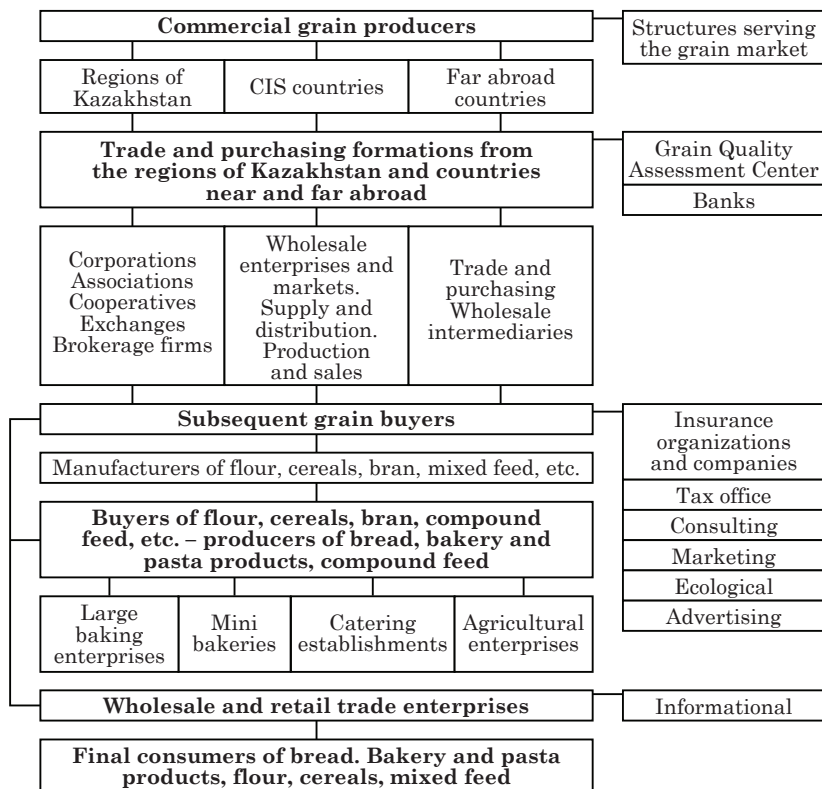 Commercial grain producers
Structures serving
the grain market
Regions of
Kazakhstan
CIS countries
Far abroad
countries
Trade and purchasing formations from
the regions of Kazakhstan and countries
near and far abroad
Grain Quality
Assessment Center
Banks
Corporations
Associations
Cooperatives
Exchanges
Brokerage firms
Wholesale
enterprises and
markets.
Supply and
distribution.
Production
and sales
Trade and
purchasing
Wholesale
intermediaries
Subsequent grain buyers
Insurance
organizations
and companies
Manufacturers of flour, cereals, bran, mixed feed, etc.
Tax office
Consulting
Marketing
Ecological
Advertising
Buyers of flour, cereals, bran, compound
feed, etc. – producers of bread, bakery and
pasta products, compound feed
Large
baking
enterprises
Mini
bakeries
Catering
establishments
Agricultural
enterprises
Wholesale and retail trade enterprises
Informational
Final consumers of bread. Bakery and pasta
products, flour, cereals, mixed feed